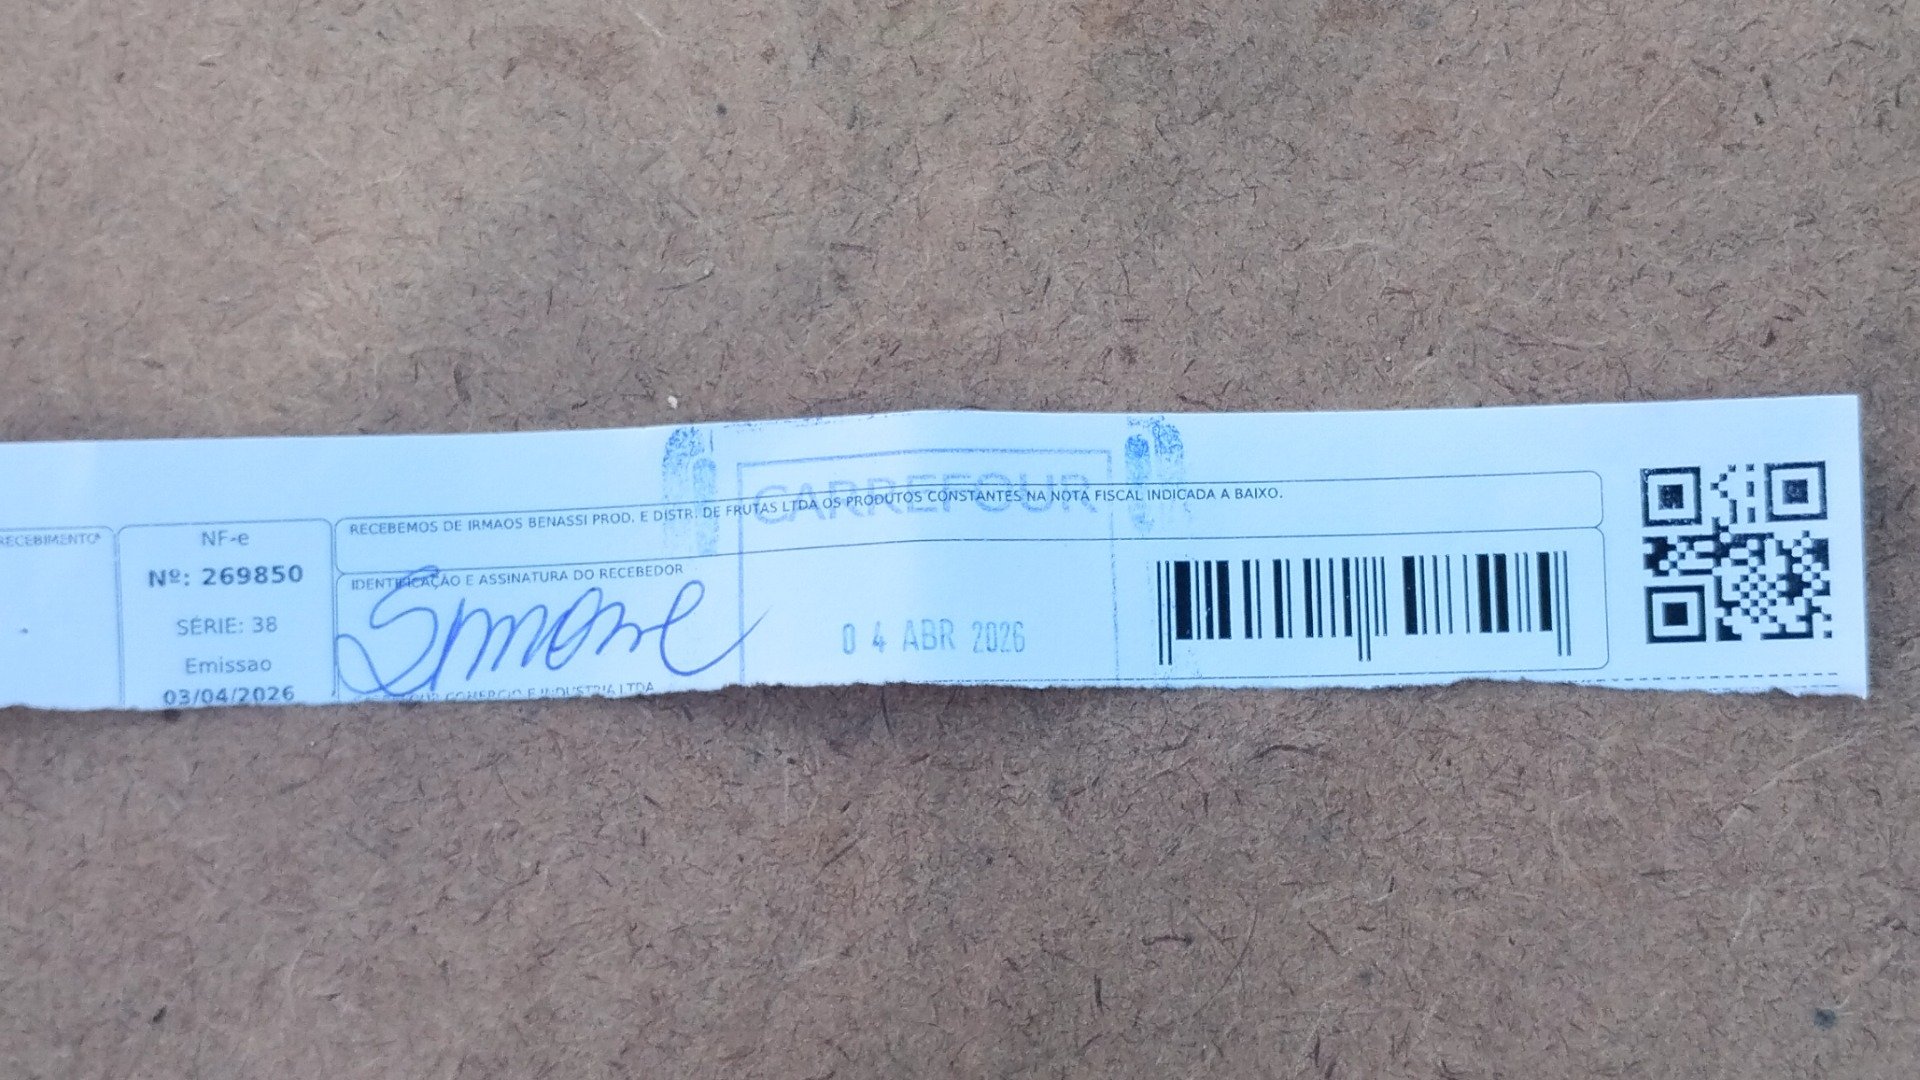 RECEBIMENTO
NF-e
Nº: 269850
SÉRIE: 38
Emissao
03/04/2026
CARREFOUR
RECEBEMOS DE IRMAOS BENASSI PROD. E DISTR. DE FRUTAS LTDA OS PRODUTOS CONSTANTES NA NOTA FISCAL INDICADA A BAIXO.
IDENTIFICAÇÃO E ASSINATURA DO RECEBEDOR
Simone
04 ABR 2026
COMERCIO E INDUSTRIA LTDA